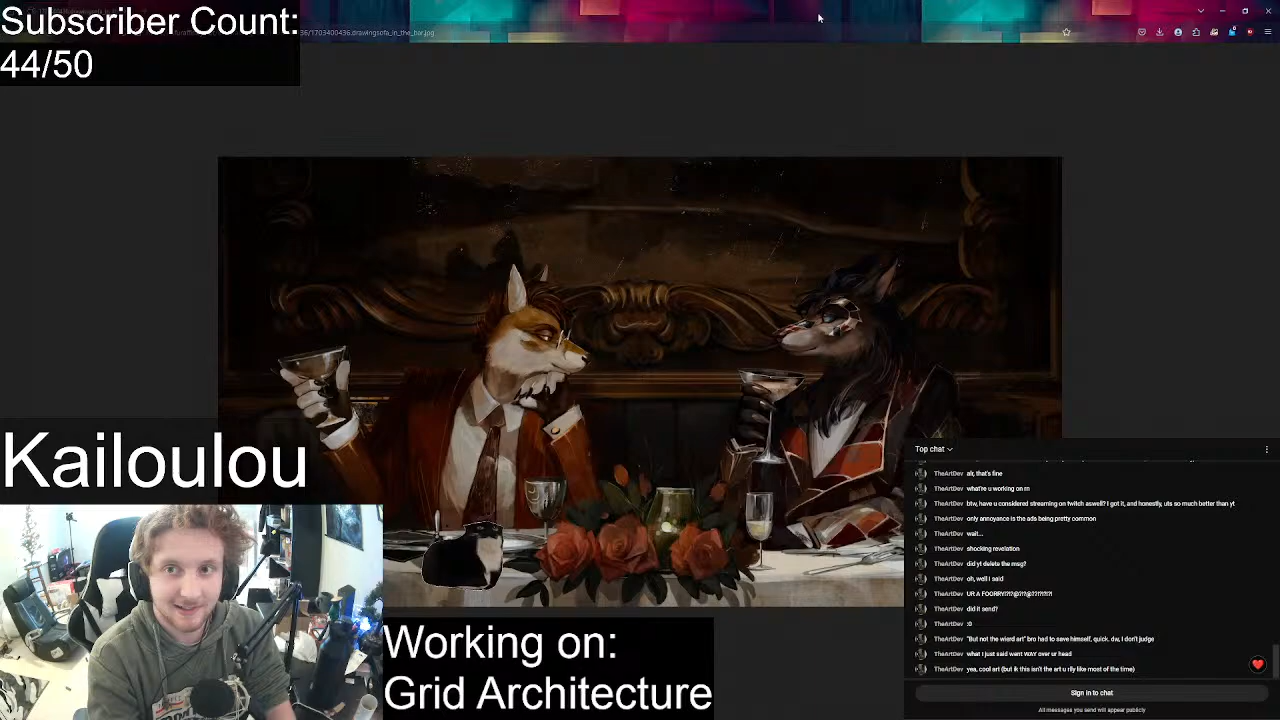 Subscriber Count:
44/50
36/1703400436.drawingsofa_in_the_bar.jpg
Kailoulou
Working on:
Grid Architecture
Top chat
TheArtDev alr, that's fine
TheArtDev what're u working on rn
TheArtDev btw, have u considered streaming on twitch aswell? I got it, and honestly, uts so much better than yt
TheArtDev only annoyance is the ads being pretty common
TheArtDev wait...
TheArtDev shocking revelation
TheArtDev did yt delete the msg?
TheArtDev oh, well I said
TheArtDev UR A FOORRY!?!?@?!?@??!?!?!?!
TheArtDev did it send?
TheArtDev :0
TheArtDev "But not the wierd art" bro had to save himself, quick. dw, I don't judge
TheArtDev what I just said went WAY over ur head
TheArtDev yea, cool art (but ik this isn't the art u rlly like most of the time)
Sign in to chat
All messages you send will appear publicly